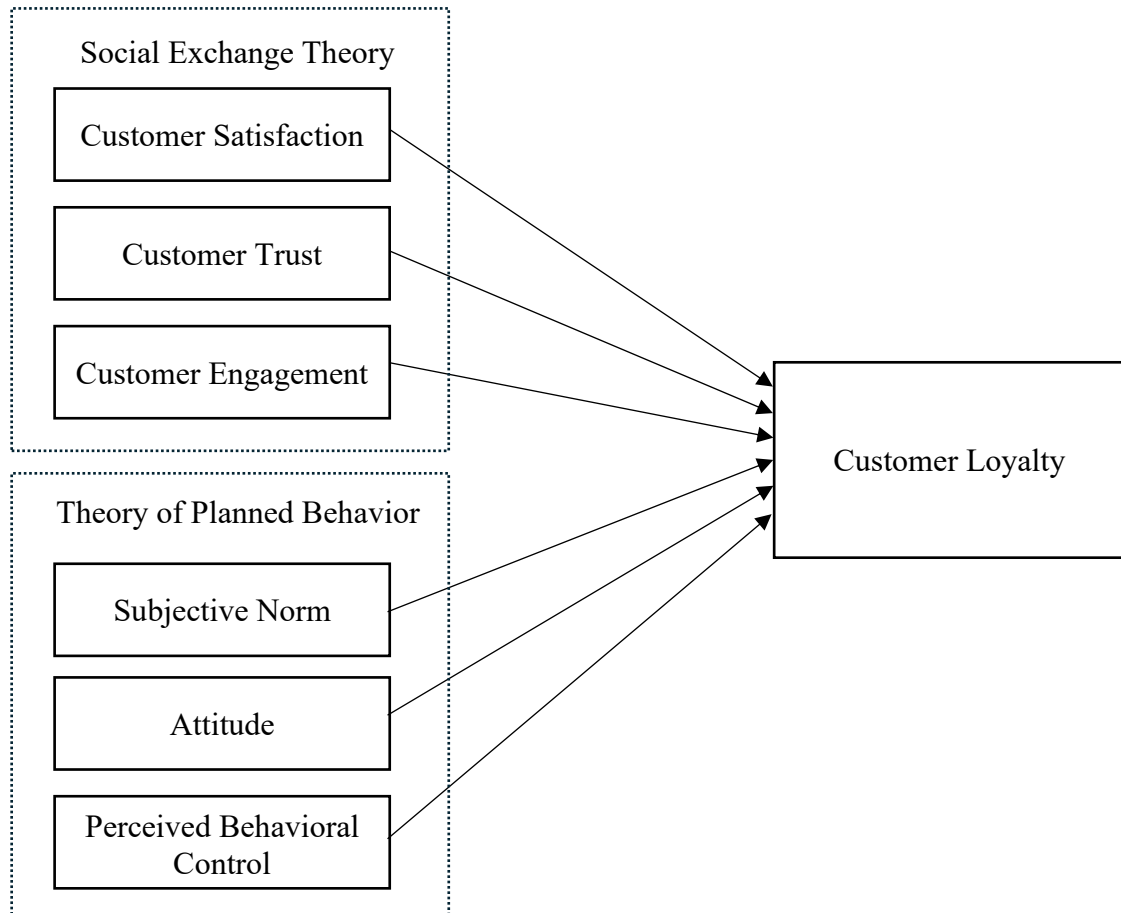 Social Exchange Theory
Customer Satisfaction
Customer Trust
Customer Engagement
Customer Loyalty
Theory of Planned Behavior
Subjective Norm
Attitude
Perceived Behavioral
Control